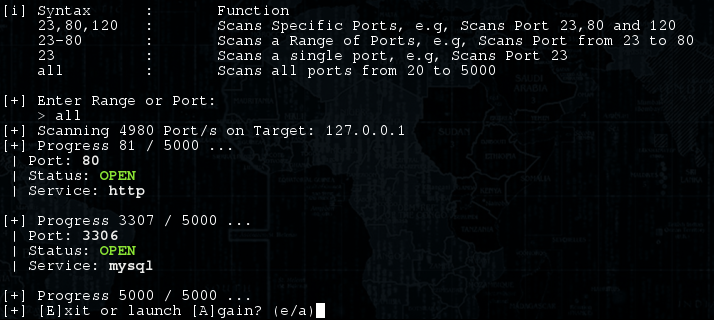 [i] Syntax : Function
23,80,120 : Scans Specific Ports, e.g, Scans Port 23,80 and 120
23-80 : Scans a Range of Ports, e.g, Scans Port from 23 to 80
23 : Scans a single port, e.g, Scans Port 23
all : Scans all ports from 20 to 5000
[+] Enter Range or Port:
> all
[+] Scanning 4980 Port/s on Target: 127.0.0.1
[+] Progress 81 / 5000 ...
| Port: 80
| Status: OPEN
| Service: http
[+] Progress 3307 / 5000 ...
| Port: 3306
| Status: OPEN
| Service: mysql
[+] Progress 5000 / 5000 ...
[+] [E]xit or launch [A]gain? (e/a)